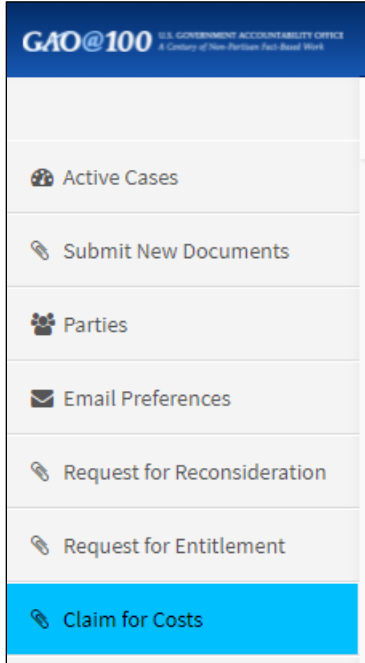 GAO@100 U.S. GOVERNMENT ACCOUNTABILITY OFFICE
A Century of Non-Partisan Fact-Based Work
Active Cases
Submit New Documents
Parties
Email Preferences
Request for Reconsideration
Request for Entitlement
Claim for Costs